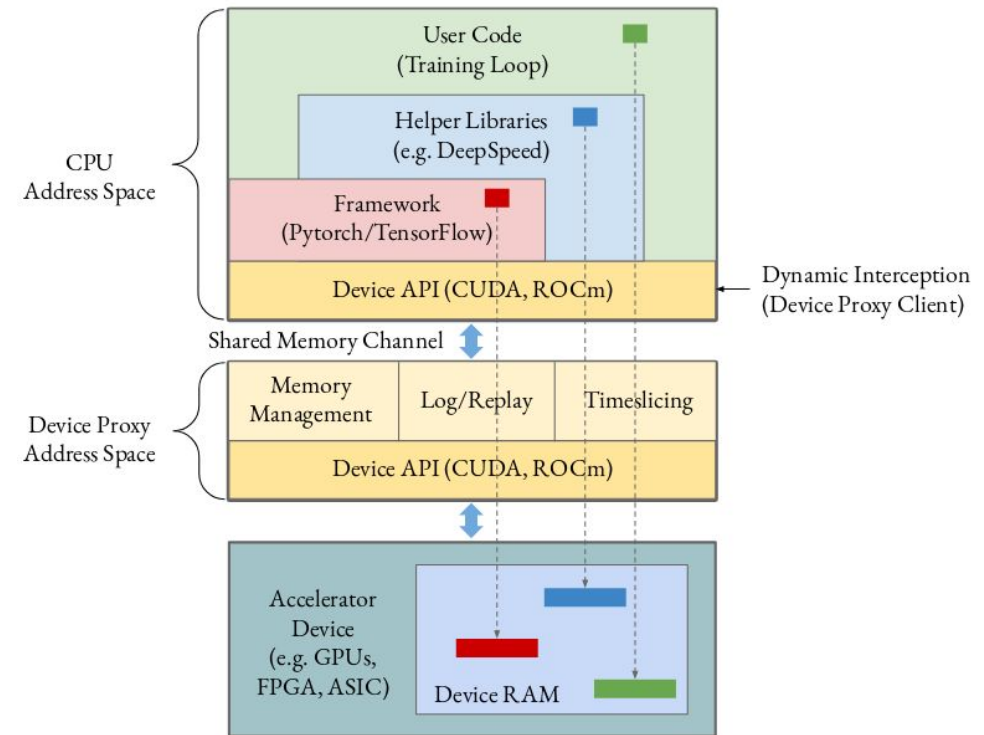 User Code
(Training Loop)
Helper Libraries
(e.g. DeepSpeed)
CPU
Address Space
Framework
(Pytorch/TensorFlow)
Device API (CUDA, ROCm)
Dynamic Interception
(Device Proxy Client)
Shared Memory Channel
Memory
Management
Log/Replay
Timeslicing
Device Proxy
Address Space
Device API (CUDA, ROCm)
Accelerator
Device
(e.g. GPUs,
FPGA, ASIC)
Device RAM